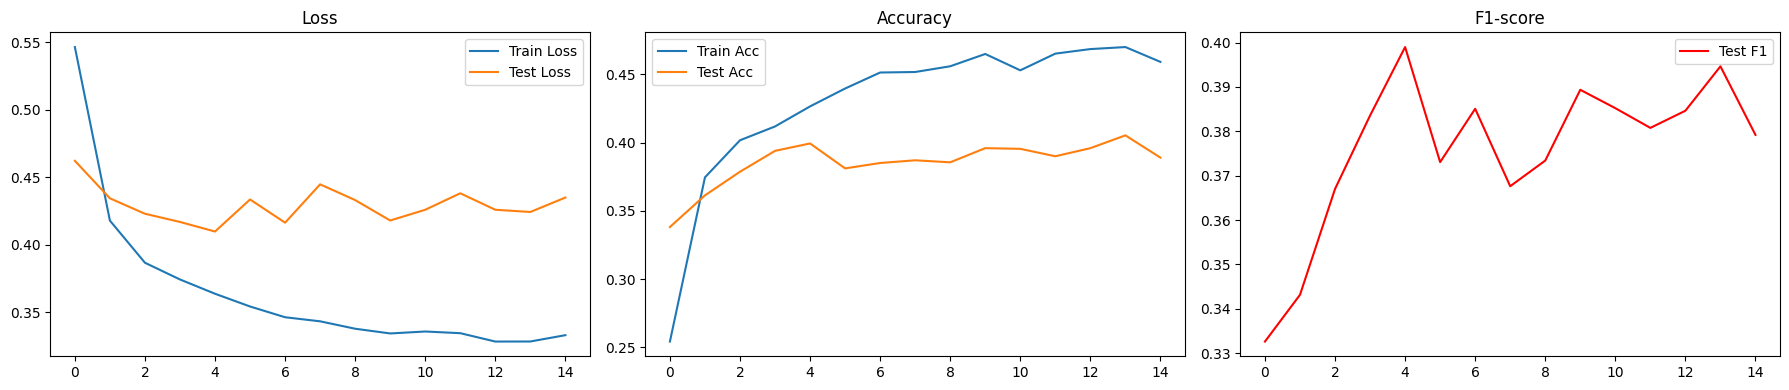 Loss
0.55
0.50
0.45
0.40
0.35
0 2 4 6 8 10 12 14
Train Loss
Test Loss
Accuracy
0.45
0.40
0.35
0.30
0.25
0 2 4 6 8 10 12 14
Train Acc
Test Acc
F1-score
0.40
0.39
0.38
0.37
0.36
0.35
0.34
0.33
0 2 4 6 8 10 12 14
Test F1